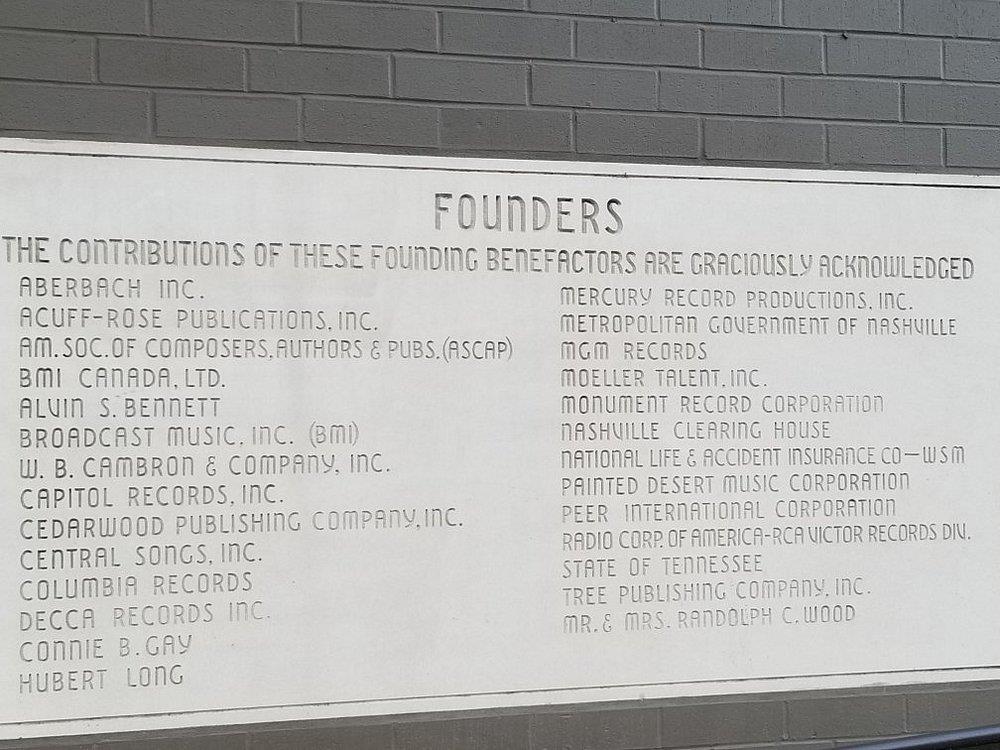 FOUNDERS
THE CONTRIBUTIONS OF THESE FOUNDING BENEFACTORS ARE GRACIOUSLY ACKNOWLEDGED
ABERBACH INC.
ACUFF-ROSE PUBLICATIONS, INC.
AM. SOC. OF COMPOSERS, AUTHORS & PUBS. (ASCAP)
BMI CANADA, LTD.
ALVIN S. BENNETT
BROADCAST MUSIC, INC. (BMI)
W. B. CAMBRON & COMPANY, INC.
CAPITOL RECORDS, INC.
CEDARWOOD PUBLISHING COMPANY, INC.
CENTRAL SONGS, INC.
COLUMBIA RECORDS
DECCA RECORDS INC.
CONNIE B. GAY
HUBERT LONG
MERCURY RECORD PRODUCTIONS, INC.
METROPOLITAN GOVERNMENT OF NASHVILLE
MGM RECORDS
MOELLER TALENT, INC.
MONUMENT RECORD CORPORATION
NASHVILLE CLEARING HOUSE
NATIONAL LIFE & ACCIDENT INSURANCE CO—WSM
PAINTED DESERT MUSIC CORPORATION
PEER INTERNATIONAL CORPORATION
RADIO CORP. OF AMERICA-RCA VICTOR RECORDS DIV.
STATE OF TENNESSEE
TREE PUBLISHING COMPANY, INC.
MR. & MRS. RANDOLPH C. WOOD